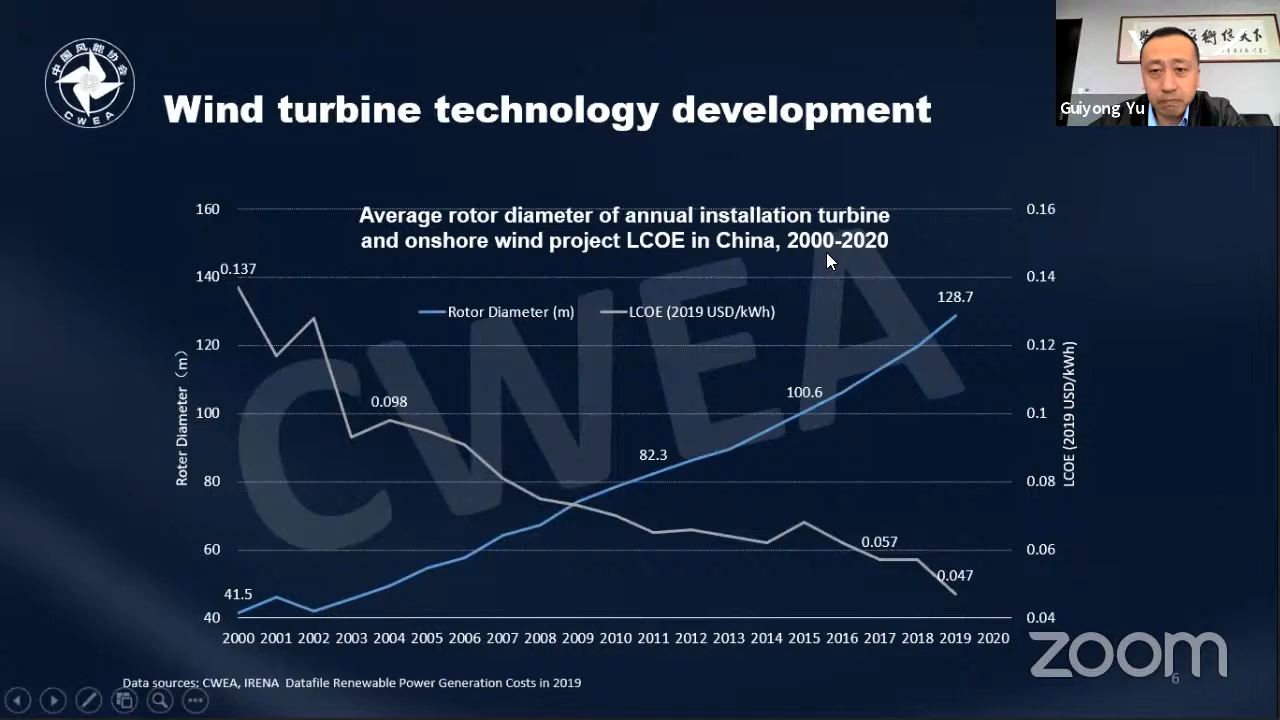 中国风能协会
CWEA
Wind turbine technology development
Guiyong Yu
Average rotor diameter of annual installation turbine
and onshore wind project LCOE in China, 2000-2020
Rotor Diameter (m)
LCOE (2019 USD/kWh)
Roter Diameter（m）
160
140
120
100
80
60
40
0.137
0.098
82.3
100.6
128.7
41.5
0.057
0.047
0.16
0.14
0.12
0.1
0.08
0.06
0.04
LCOE (2019 USD/kWh)
CWEA
2000 2001 2002 2003 2004 2005 2006 2007 2008 2009 2010 2011 2012 2013 2014 2015 2016 2017 2018 2019 2020
zoom
Data sources: CWEA, IRENA Datafile Renewable Power Generation Costs in 2019
6